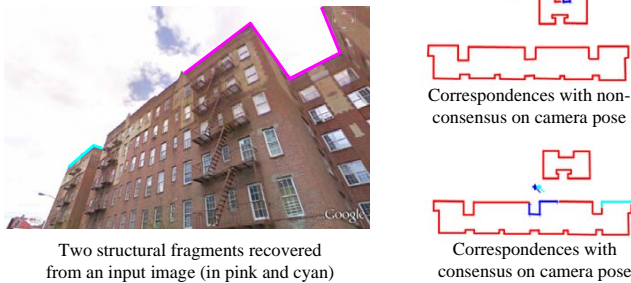 Google
Two structural fragments recovered
from an input image (in pink and cyan)
Correspondences with non-
consensus on camera pose
Correspondences with
consensus on camera pose